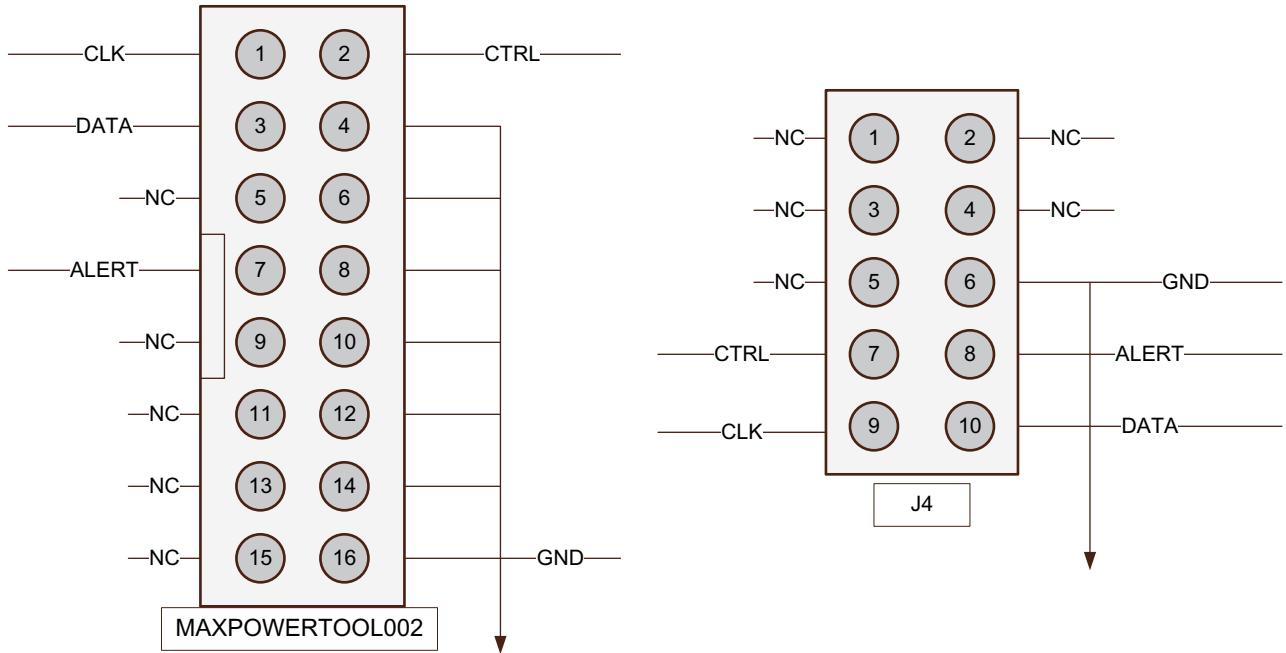 CLK 1 2 CTRL
DATA 3 4
NC 5 6
ALERT 7 8
NC 9 10
NC 11 12
NC 13 14
NC 15 16 GND
MAXPOWERTOOL002
NC 1 2 NC
NC 3 4 NC
NC 5 6 GND
CTRL 7 8 ALERT
CLK 9 10 DATA
J4